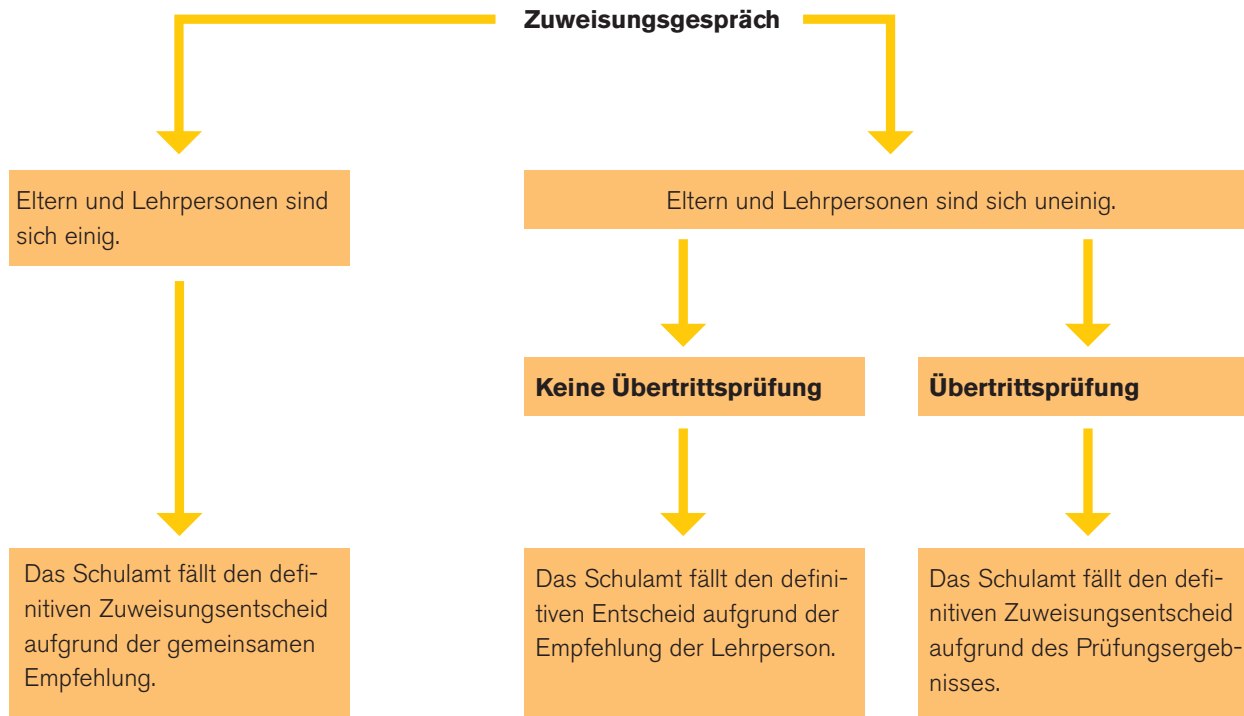 Zuweisungsgespräch
Eltern und Lehrpersonen sind
sich einig.
Eltern und Lehrpersonen sind sich uneinig.
Keine Übertrittsprüfung
Übertrittsprüfung
Das Schulamt fällt den defi-
nitiven Zuweisungsentscheid
aufgrund der gemeinsamen
Empfehlung.
Das Schulamt fällt den defini-
tiven Entscheid aufgrund der
Empfehlung der Lehrperson.
Das Schulamt fällt den defi-
nitiven Zuweisungsentscheid
aufgrund des Prüfungsergeb-
nisses.